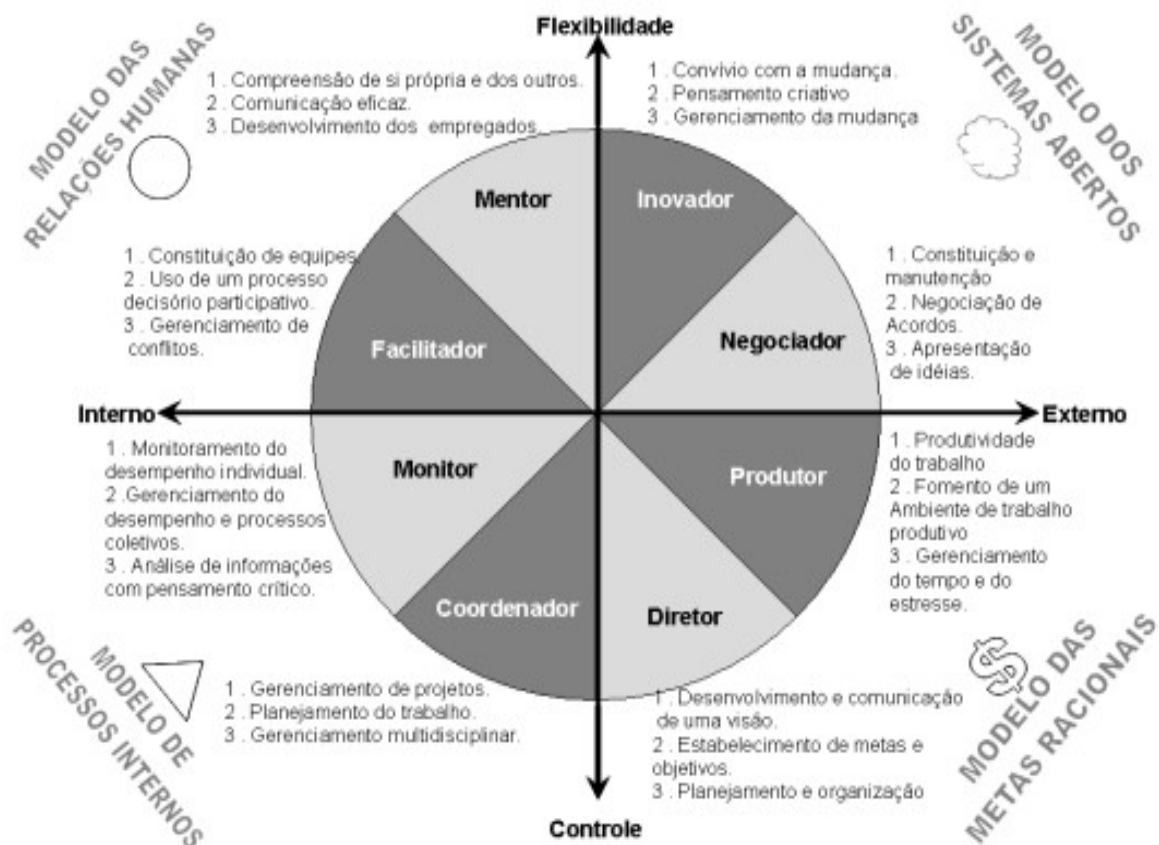 Flexibilidade
MODELO DAS
RELAÇÕES HUMANAS
1 . Compreensão de si própria e dos outros.
2 . Comunicação eficaz.
3 . Desenvolvimento dos empregados
1 . Convívio com a mudança.
2 . Pensamento criativo
3 . Gerenciamento da mudança
MODELO DOS
SISTEMAS ABERTOS
Mentor
Inovador
1 . Constituição de equipes
2 . Uso de um processo
decisório participativo.
3 . Gerenciamento de
conflitos.
Facilitador
Negociador
1 . Constituição e
manutenção
2 . Negociação de
Acordos.
3 . Apresentação
de idéias.
Interno
Externo
1 . Monitoramento do
desempenho individual.
2 .Gerenciamento do
desempenho e processos
coletivos.
3 . Análise de informações
com pensamento crítico.
Monitor
Produtor
1 . Produtividade
do trabalho
2 . Fomento de um
Ambiente de trabalho
produtivo
3 . Gerenciamento
do tempo e do
estresse.
Coordenador
Diretor
MODELO DE
PROCESSOS INTERNOS
1 . Gerenciamento de projetos.
2 . Planejamento do trabalho.
3 . Gerenciamento multidisciplinar.
1 . Desenvolvimento e comunicação
de uma visão.
2 . Estabelecimento de metas e
objetivos.
3 . Planejamento e organização
$
MODELO DAS
METAS RACIONAIS
Controle